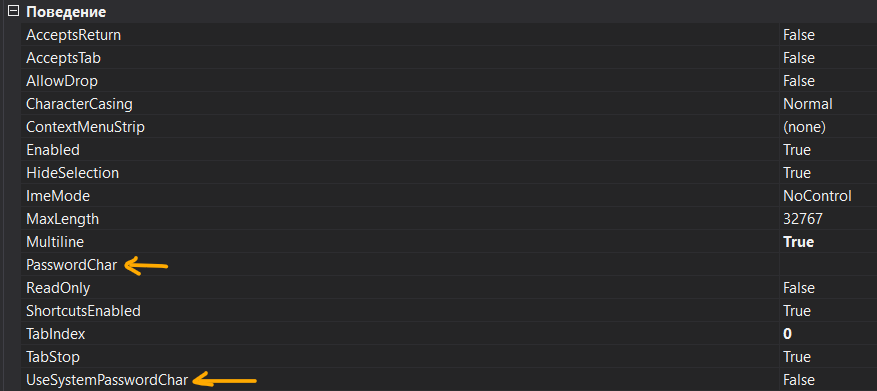 Поведение
AcceptsReturn False
AcceptsTab False
AllowDrop False
CharacterCasing Normal
ContextMenuStrip (none)
Enabled True
HideSelection True
ImeMode NoControl
MaxLength 32767
Multiline True
PasswordChar
ReadOnly False
ShortcutsEnabled True
TabIndex 0
TabStop True
UseSystemPasswordChar False